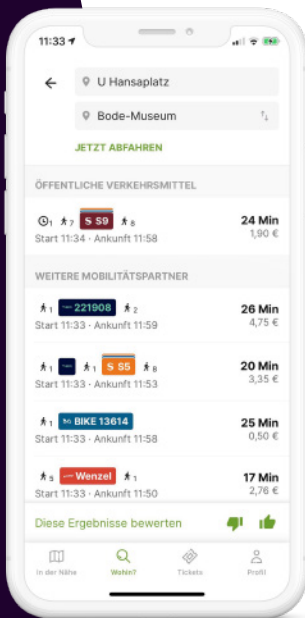 11:33
U Hansaplatz
Bode-Museum
JETZT ABFAHREN
ÖFFENTLICHE VERKEHRSMITTEL
1 7 S S9 8 24 Min
Start 11:34 · Ankunft 11:58 1,90 €
WEITERE MOBILITÄTSPARTNER
1 221908 2 26 Min
Start 11:33 · Ankunft 11:59 4,75 €
1 1 S S5 8 20 Min
Start 11:33 · Ankunft 11:53 3,35 €
1 BIKE 13614 25 Min
Start 11:33 · Ankunft 11:58 0,50 €
5 Wenzel 1 17 Min
Start 11:33 · Ankunft 11:50 2,76 €
Diese Ergebnisse bewerten
In der Nähe Wohin? Tickets Profil